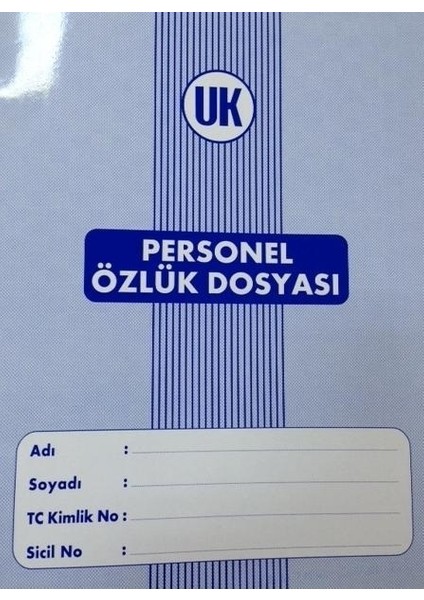 UK
PERSONEL
ÖZLÜK DOSYASI
Adı :
Soyadı :
TC Kimlik No :
Sicil No :